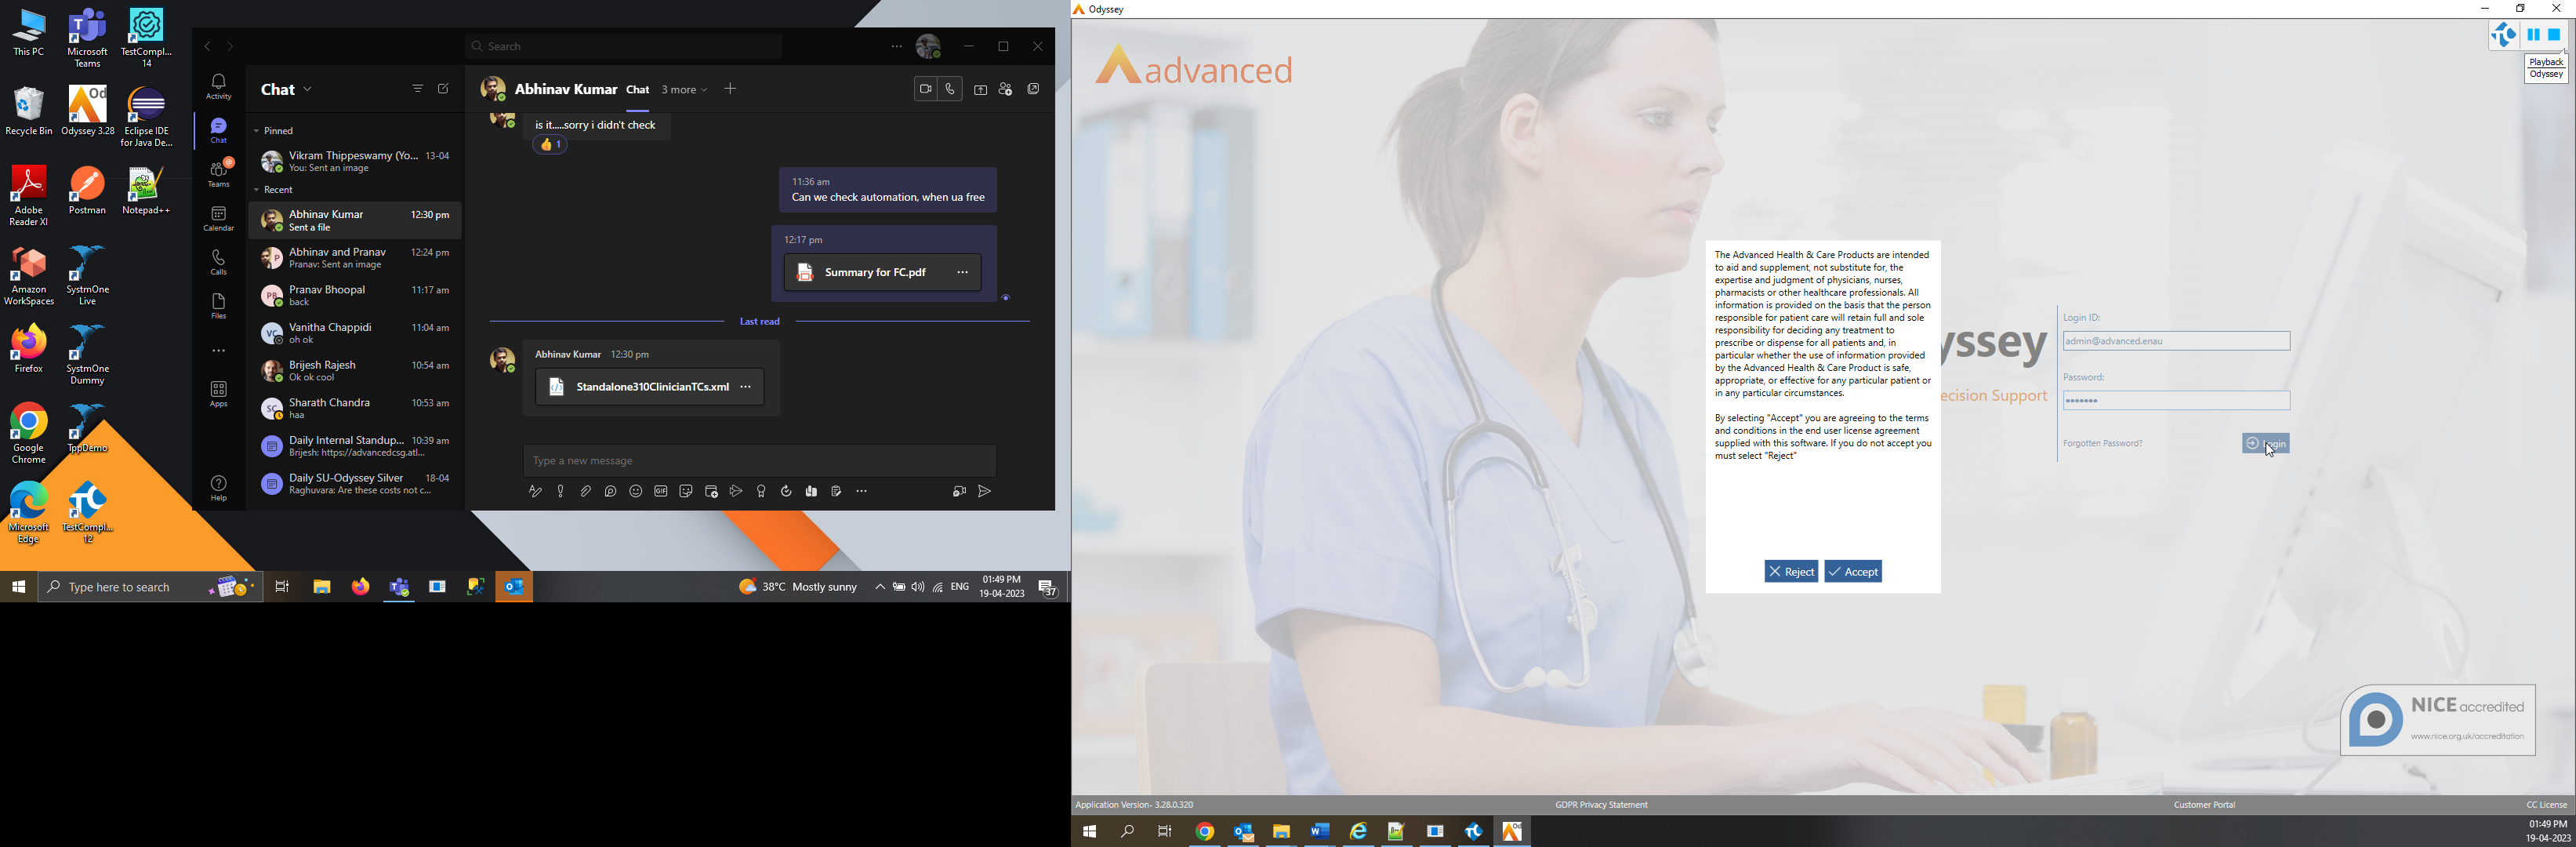 This PC
Microsoft
Teams
TestCompl...
14
Recycle Bin
Odyssey 3.28
Eclipse IDE
for Java De...
Adobe
Reader XI
Postman
Notepad++
Amazon
WorkSpaces
SystmOne
Live
Firefox
SystmOne
Dummy
Google
Chrome
TppDemo
Microsoft
Edge
TestCompl...
12
Search
Activity
Chat
Teams
Calendar
Calls
Files
Apps
Help
Chat
Pinned
Vikram Thippeswamy (Yo... 13-04
You: Sent an image
Recent
Abhinav Kumar 12:30 pm
Sent a file
Abhinav and Pranav 12:24 pm
Pranav: Sent an image
Pranav Bhoopal 11:17 am
back
Vanitha Chappidi 11:04 am
oh ok
Brijesh Rajesh 10:54 am
Ok ok cool
Sharath Chandra 10:53 am
haa
Daily Internal Standup... 10:39 am
Brijesh: https://advancedcsg.atl...
Daily SU-Odyssey Silver 18-04
Raghuvara: Are these costs not c...
Abhinav Kumar Chat 3 more
is it.....sorry i didn't check
1
11:36 am
Can we check automation, when ua free
12:17 pm
Summary for FC.pdf
Last read
Abhinav Kumar 12:30 pm
Standalone310ClinicianTCs.xml
Type a new message
Type here to search
38°C Mostly sunny
ENG
01:49 PM
19-04-2023
37
Odyssey
advanced
Playback
Odyssey
The Advanced Health & Care Products are intended
to aid and supplement, not substitute for, the
expertise and judgment of physicians, nurses,
pharmacists or other healthcare professionals. All
information is provided on the basis that the person
responsible for patient care will retain full and sole
responsibility for deciding any treatment to
prescribe or dispense for all patients and, in
particular whether the use of information provided
by the Advanced Health & Care Product is safe,
appropriate, or effective for any particular patient or
in any particular circumstances.
By selecting "Accept" you are agreeing to the terms
and conditions in the end user license agreement
supplied with this software. If you do not accept you
must select "Reject"
Reject Accept
yssey
ecision Support
Login ID:
admin@advanced.enau
Password:
Forgotten Password?
Login
NICE accredited
www.nice.org.uk/accreditation
Application Version- 3.28.0.320
GDPR Privacy Statement
Customer Portal
CC License
01:49 PM
19-04-2023